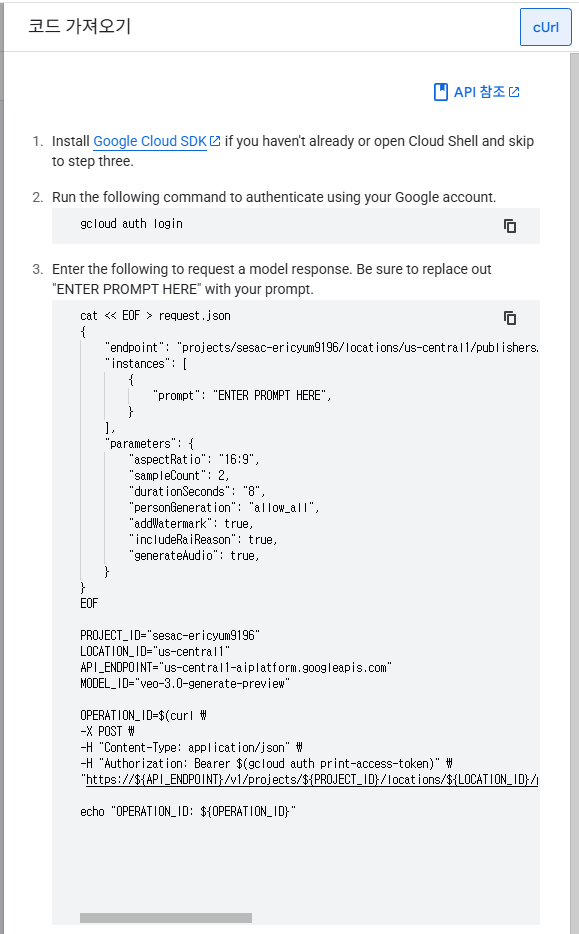 코드 가져오기
cUrl
API 참조
1. Install Google Cloud SDK if you haven't already or open Cloud Shell and skip
to step three.
2. Run the following command to authenticate using your Google account.
gcloud auth login
3. Enter the following to request a model response. Be sure to replace out
"ENTER PROMPT HERE" with your prompt.
cat << EOF > request.json
{
    "endpoint": "projects/sesac-ericyum9196/locations/us-central1/publishers.
    "instances": [
        {
            "prompt": "ENTER PROMPT HERE",
        }
    ],
    "parameters": {
        "aspectRatio": "16:9",
        "sampleCount": 2,
        "durationSeconds": "8",
        "personGeneration": "allow_all",
        "addWatermark": true,
        "includeRaiReason": true,
        "generateAudio": true,
    }
}
EOF
PROJECT_ID="sesac-ericyum9196"
LOCATION_ID="us-central1"
API_ENDPOINT="us-central1-aiplatform.googleapis.com"
MODEL_ID="veo-3.0-generate-preview"
OPERATION_ID=$(curl ₩
-X POST ₩
-H "Content-Type: application/json" ₩
-H "Authorization: Bearer $(gcloud auth print-access-token)" ₩
"https://${API_ENDPOINT}/v1/projects/${PROJECT_ID}/locations/${LOCATION_ID}/
echo "OPERATION_ID: ${OPERATION_ID}"